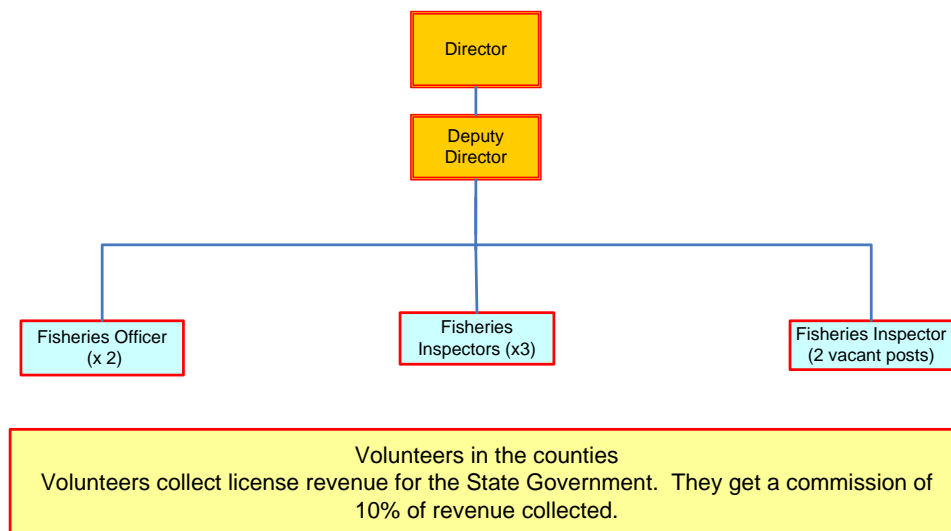 Director
Deputy
Director
Fisheries Officer
(x 2)
Fisheries
Inspectors (x3)
Fisheries Inspector
(2 vacant posts)
Volunteers in the counties
Volunteers collect license revenue for the State Government.  They get a commission of
10% of revenue collected.